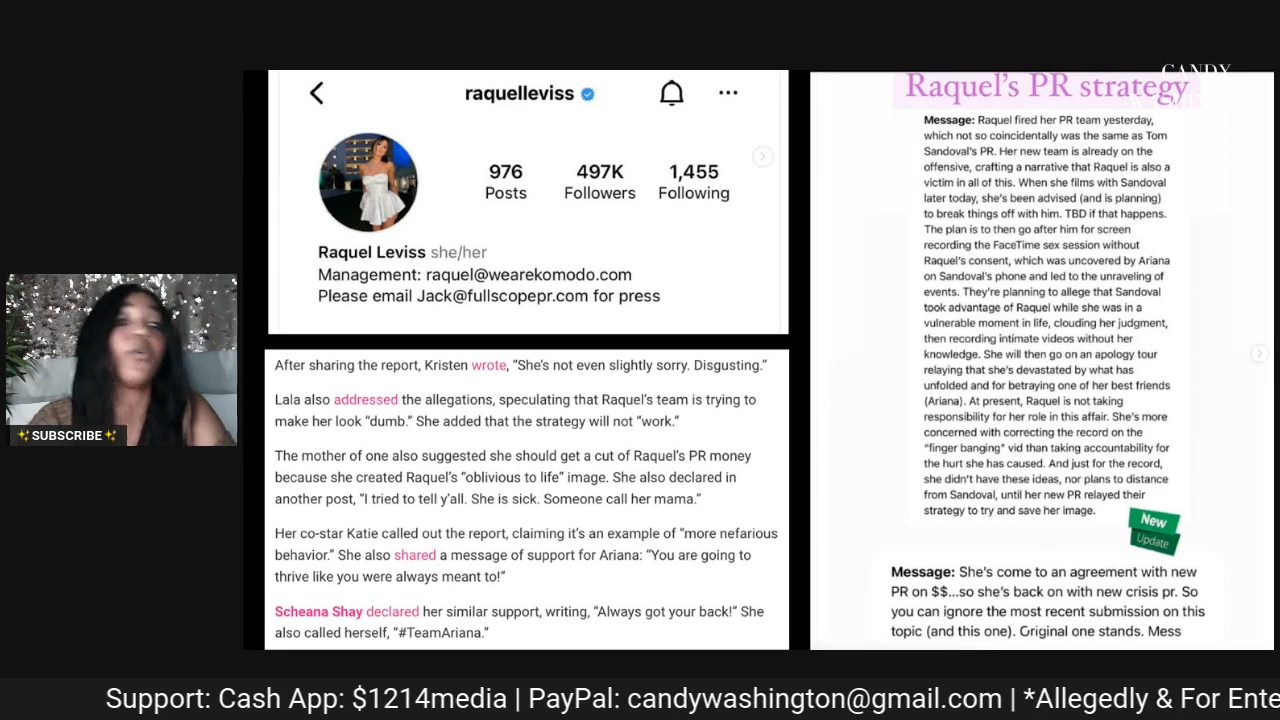 raquelleviss
976
Posts
497K
Followers
1,455
Following
Raquel Leviss she/her
Management: raquel@wearekomodo.com
Please email Jack@fullscopepr.com for press
After sharing the report, Kristen wrote, “She’s not even slightly sorry. Disgusting.”
Lala also addressed the allegations, speculating that Raquel’s team is trying to
make her look “dumb.” She added that the strategy will not “work.”
The mother of one also suggested she should get a cut of Raquel’s PR money
because she created Raquel’s “oblivious to life” image. She also declared in
another post, “I tried to tell y’all. She is sick. Someone call her mama.”
Her co-star Katie called out the report, claiming it’s an example of “more nefarious
behavior.” She also shared a message of support for Ariana: “You are going to
thrive like you were always meant to!”
Scheana Shay declared her similar support, writing, “Always got your back!” She
also called herself, “#TeamAriana.”
CANDY
Raquel’s PR strategy
Message: Raquel fired her PR team yesterday,
which not so coincidentally was the same as Tom
Sandoval’s PR. Her new team is already on the
offensive, crafting a narrative that Raquel is also a
victim in all of this. When she films with Sandoval
later today, she’s been advised (and is planning)
to break things off with him. TBD if that happens.
The plan is to then go after him for screen
recording the FaceTime sex session without
Raquel’s consent, which was uncovered by Ariana
on Sandoval’s phone and led to the unraveling of
events. They’re planning to allege that Sandoval
took advantage of Raquel while she was in a
vulnerable moment in life, clouding her judgment,
then recording intimate videos without her
knowledge. She will then go on an apology tour
relaying that she’s devastated by what has
unfolded and for betraying one of her best friends
(Ariana). At present, Raquel is not taking
responsibility for her role in this affair. She’s more
concerned with correcting the record on the
“finger banging” vid than taking accountability for
the hurt she has caused. And just for the record,
she didn’t have these ideas, nor plans to distance
from Sandoval, until her new PR relayed their
strategy to try and save her image.
New
Update
Message: She’s come to an agreement with new
PR on $$...so she’s back on with new crisis pr. So
you can ignore the most recent submission on this
topic (and this one). Original one stands. Mess
✨SUBSCRIBE✨
Support: Cash App: $1214media | PayPal: candywashington@gmail.com | *Allegedly & For Ente